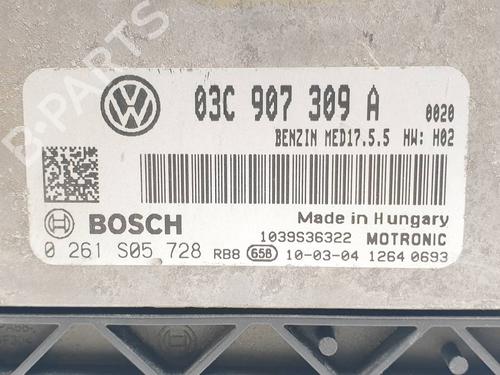 B-PARTS
03C 907 309 A 0020
BENZIN MED17.5.5 HW: H02
BOSCH
Made in Hungary
1039S36322 MOTRONIC
0 261 S05 728 RB8 65B 10-03-04 1264 0693